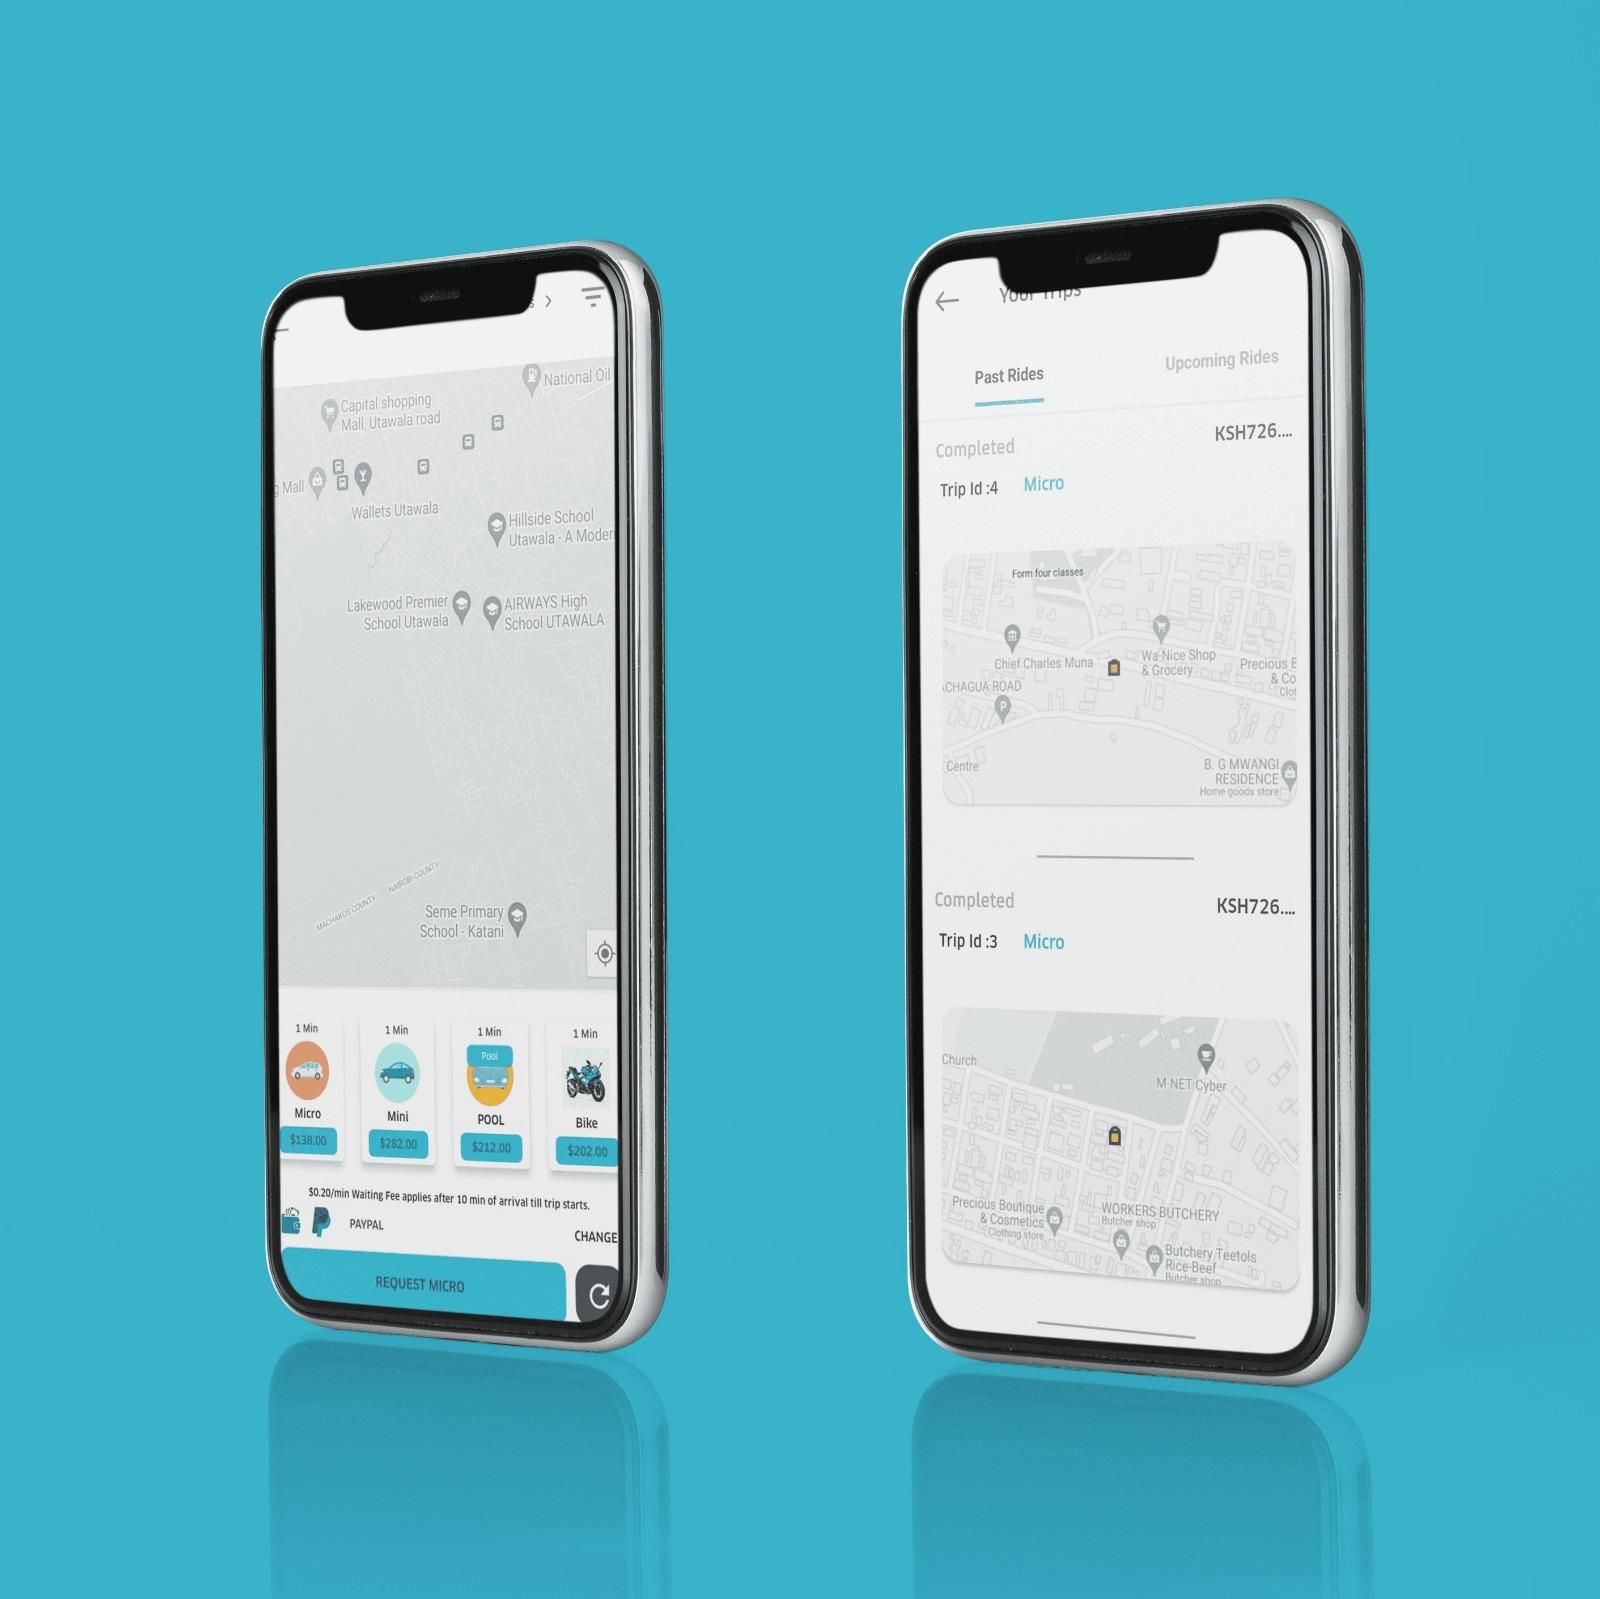 s >
National Oil
Capital shopping
Mall, Utawala road
g Mall
Wallets Utawala
Hillside School
Utawala - A Moder
Lakewood Premier
School Utawala
AIRWAYS High
School UTAWALA
MACHAKOS COUNTY
NAIROBI COUNTY
Seme Primary
School - Katani
1 Min
1 Min
1 Min
1 Min
Pool
Micro
Mini
POOL
Bike
$138.00
$282.00
$212.00
$202.00
$0.20/min Waiting Fee applies after 10 min of arrival till trip starts.
PAYPAL
CHANGE
REQUEST MICRO
Your Trips
Past Rides
Upcoming Rides
Completed
KSH726....
Trip Id :4
Micro
Form four classes
Chief Charles Muna
Wa-Nice Shop
& Grocery
Precious B
& Co
Clot
ACHAGUA ROAD
P
Centre
B. G MWANGI
RESIDENCE
Home goods store
Completed
KSH726....
Trip Id :3
Micro
Church
M-NET Cyber
Precious Boutique
& Cosmetics
Clothing store
WORKERS BUTCHERY
Butcher shop
Butchery Teetols
Rice-Beef
Butcher shop